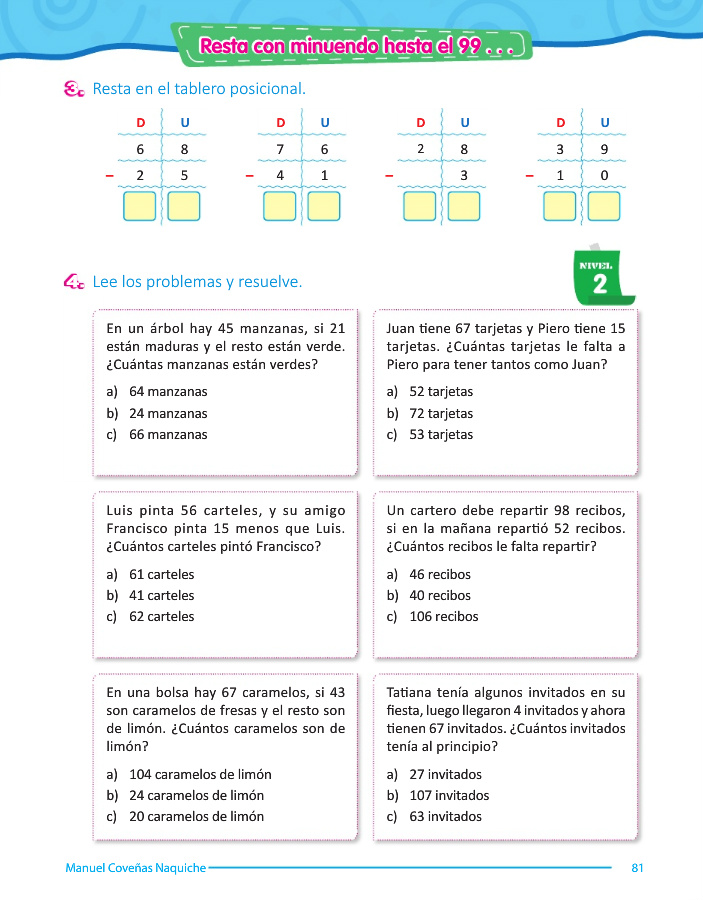 Resta con minuendo hasta el 99 . . .
3. Resta en el tablero posicional.
D U D U D U D U
6 8 7 6 2 8 3 9
– 2 5 – 4 1 – 3 – 1 0
4. Lee los problemas y resuelve.
NIVEL
2
En un árbol hay 45 manzanas, si 21
están maduras y el resto están verde.
¿Cuántas manzanas están verdes?
a) 64 manzanas
b) 24 manzanas
c) 66 manzanas
Juan tiene 67 tarjetas y Piero tiene 15
tarjetas. ¿Cuántas tarjetas le falta a
Piero para tener tantos como Juan?
a) 52 tarjetas
b) 72 tarjetas
c) 53 tarjetas
Luis pinta 56 carteles, y su amigo
Francisco pinta 15 menos que Luis.
¿Cuántos carteles pintó Francisco?
a) 61 carteles
b) 41 carteles
c) 62 carteles
Un cartero debe repartir 98 recibos,
si en la mañana repartió 52 recibos.
¿Cuántos recibos le falta repartir?
a) 46 recibos
b) 40 recibos
c) 106 recibos
En una bolsa hay 67 caramelos, si 43
son caramelos de fresas y el resto son
de limón. ¿Cuántos caramelos son de
limón?
a) 104 caramelos de limón
b) 24 caramelos de limón
c) 20 caramelos de limón
Tatiana tenía algunos invitados en su
fiesta, luego llegaron 4 invitados y ahora
tienen 67 invitados. ¿Cuántos invitados
tenía al principio?
a) 27 invitados
b) 107 invitados
c) 63 invitados
Manuel Coveñas Naquiche 81